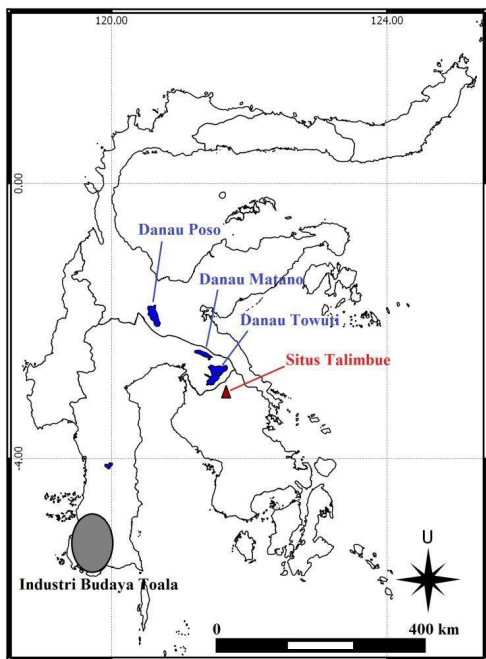 120.00
124.00
0.00
Danau Poso
Danau Matano
Danau Towuti
Situs Talimbue
-4.00
U
Industri Budaya Toala
0
400 km